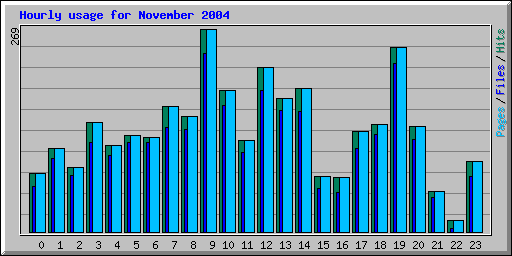 Hourly usage for November 2004
269
Pages / Files / Hits
0 1 2 3 4 5 6 7 8 9 10 11 12 13 14 15 16 17 18 19 20 21 22 23